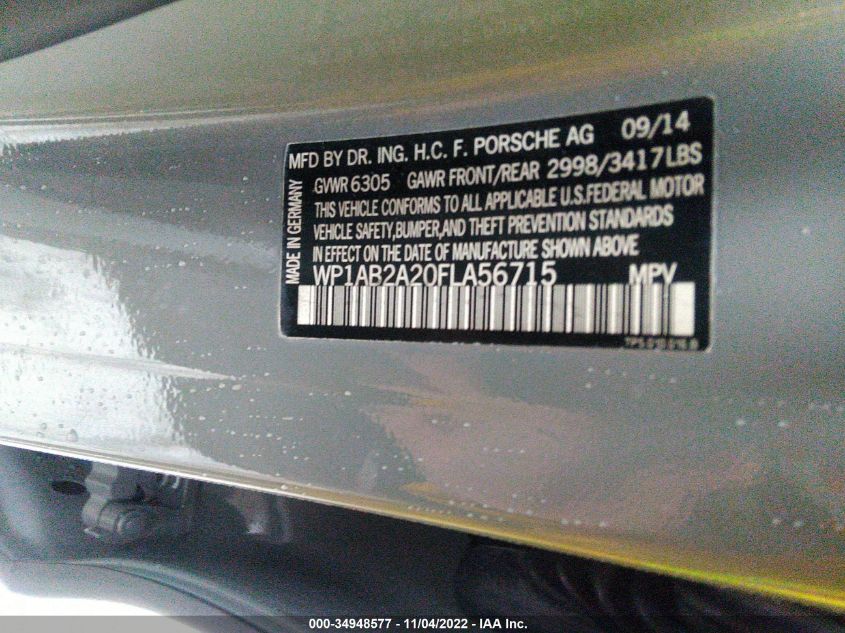 MFD BY DR. ING. H.C. F. PORSCHE AG 09/14
GVWR 6305 GAWR FRONT/REAR 2998/3417LBS
THIS VEHICLE CONFORMS TO ALL APPLICABLE U.S.FEDERAL MOTOR
VEHICLE SAFETY,BUMPER,AND THEFT PREVENTION STANDARDS
IN EFFECT ON THE DATE OF MANUFACTURE SHOWN ABOVE
WP1AB2A20FLA56715 MPV
MADE IN GERMANY
000-34948577 - 11/04/2022 - IAA Inc.